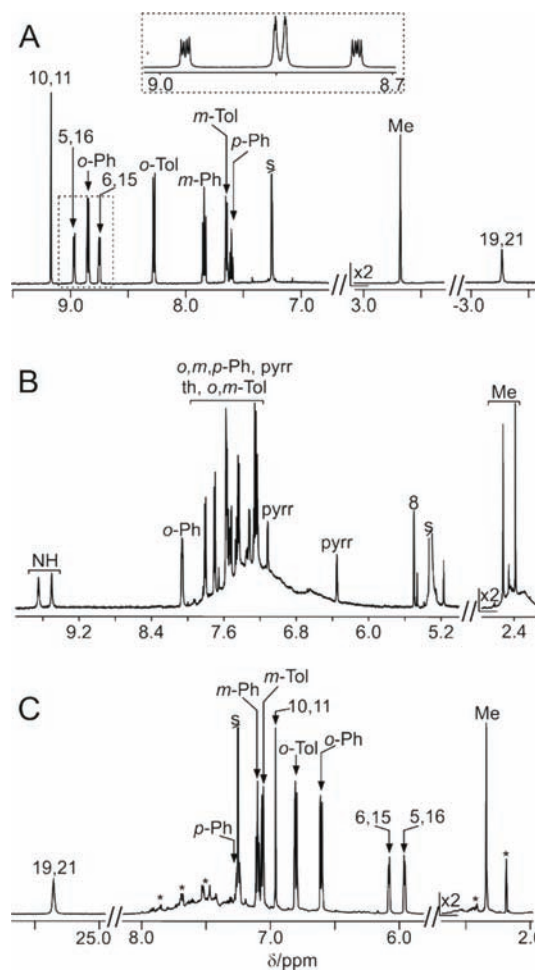 A
9.0 8.7
10,11
5,16
o-Ph
6,15
o-Tol
m-Ph
m-Tol
p-Ph
s
Me
19,21
x2
9.0 8.0 7.0 3.0 -3.0
B
o,m,p-Ph, pyrr
th, o,m-Tol
Me
NH
o-Ph
pyrr
pyrr
8
s
x2
9.2 8.4 7.6 6.8 6.0 5.2 2.4
C
m-Ph
m-Tol
s
10,11
o-Tol
o-Ph
Me
p-Ph
6,15
5,16
19,21
* * * * *
x2
25.0 8.0 7.0 6.0 2.0
δ/ppm